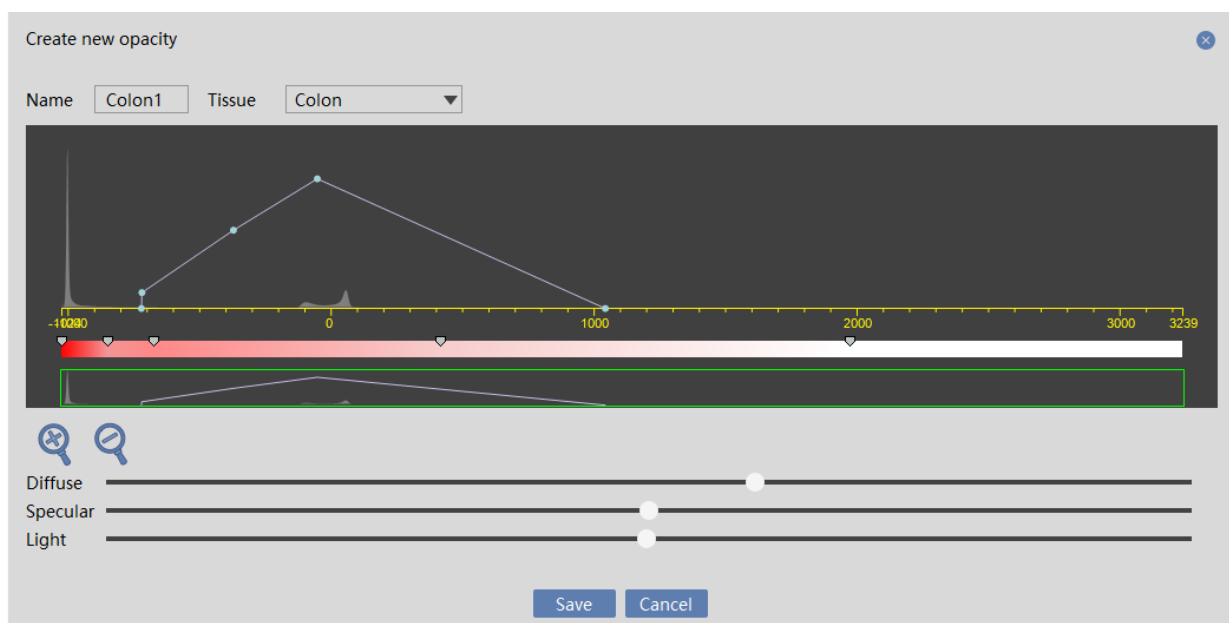 Create new opacity
Name Colon1 Tissue Colon
0 1000 2000 3000 3239
Diffuse
Specular
Light
Save Cancel